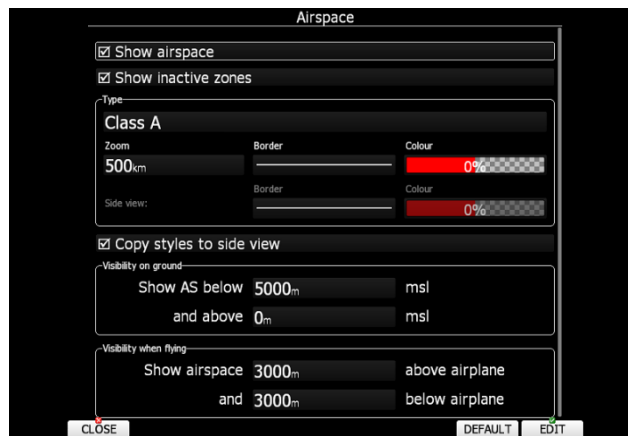 Airspace
Show airspace
Show inactive zones
Type
Class A
Zoom Border Colour
500km 0%
Border Colour
Side view: 0%
Copy styles to side view
Visibility on ground
Show AS below 5000m msl
and above 0m msl
Visibility when flying
Show airspace 3000m above airplane
and 3000m below airplane
CLOSE DEFAULT EDIT